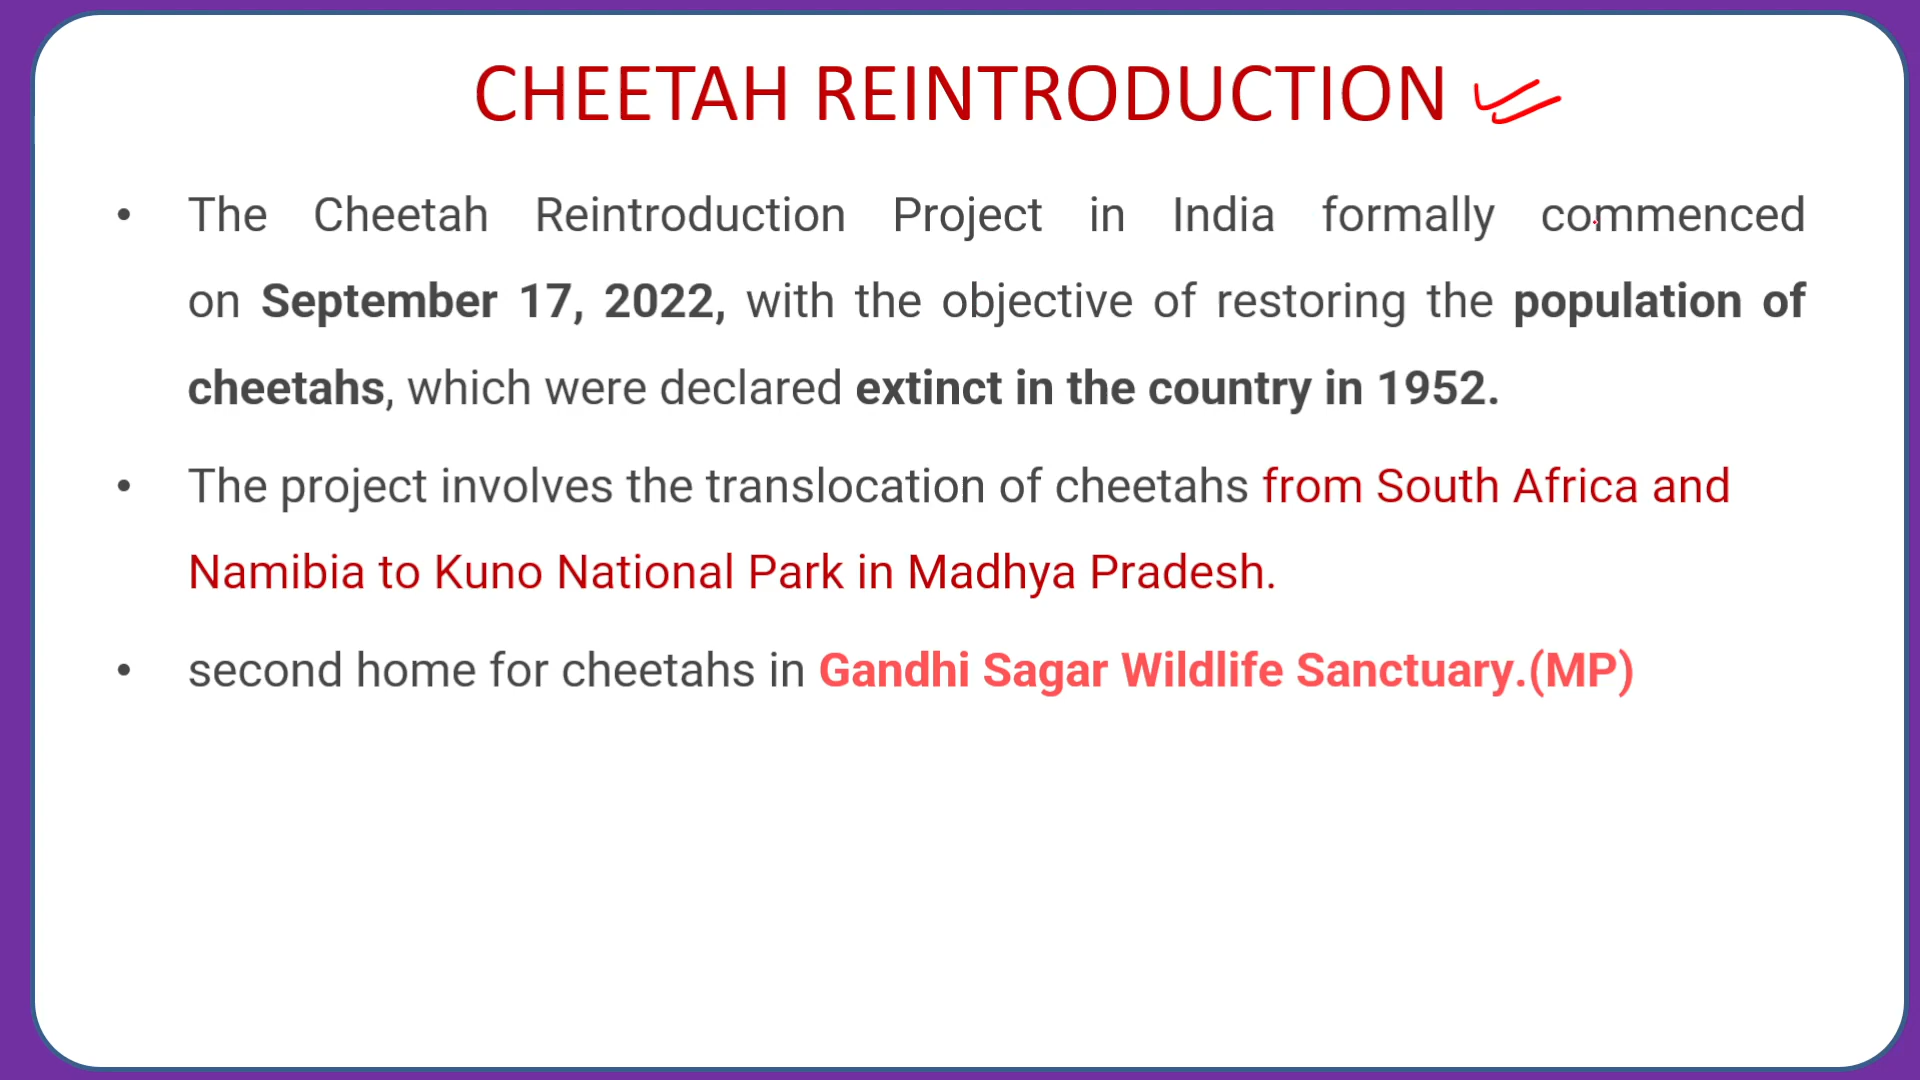 CHEETAH REINTRODUCTION
• The Cheetah Reintroduction Project in India formally commenced
on September 17, 2022, with the objective of restoring the population of
cheetahs, which were declared extinct in the country in 1952.
• The project involves the translocation of cheetahs from South Africa and
Namibia to Kuno National Park in Madhya Pradesh.
• second home for cheetahs in Gandhi Sagar Wildlife Sanctuary.(MP)